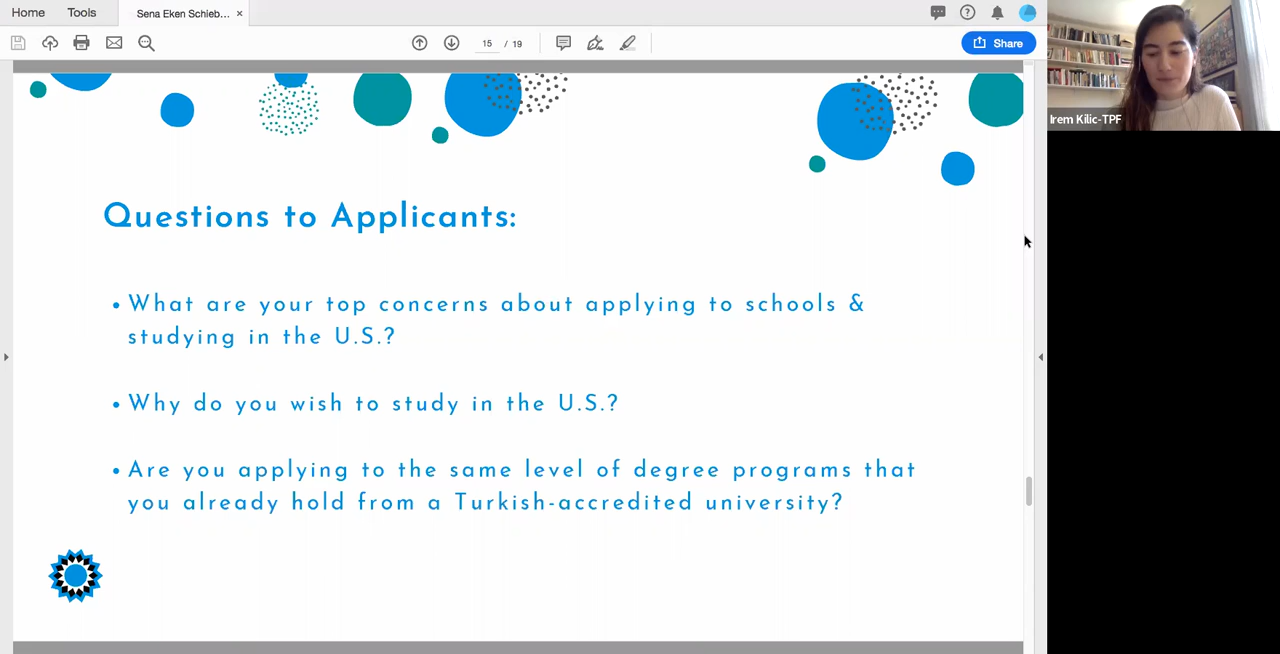 Home Tools Sena Eken Schieb... ×
15 / 19 Share
Irem Kilic-TPF
Questions to Applicants:
• What are your top concerns about applying to schools &
studying in the U.S.?
• Why do you wish to study in the U.S.?
• Are you applying to the same level of degree programs that
you already hold from a Turkish-accredited university?